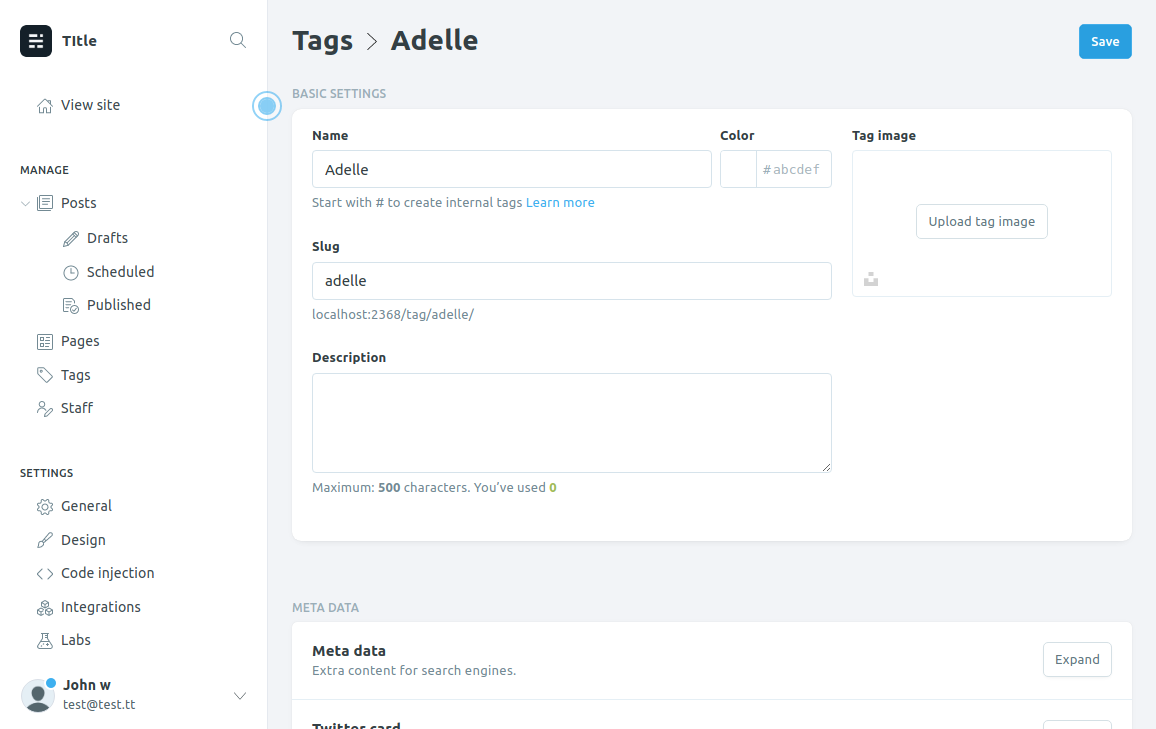 TItle
View site
MANAGE
Posts
Drafts
Scheduled
Published
Pages
Tags
Staff
SETTINGS
General
Design
Code injection
Integrations
Labs
John w
test@test.tt
Tags > Adelle
Save
BASIC SETTINGS
Name
Adelle
Start with # to create internal tags Learn more
Color
#abcdef
Tag image
Upload tag image
Slug
adelle
localhost:2368/tag/adelle/
Description
Maximum: 500 characters. You've used 0
META DATA
Meta data
Extra content for search engines.
Expand
Twitter card